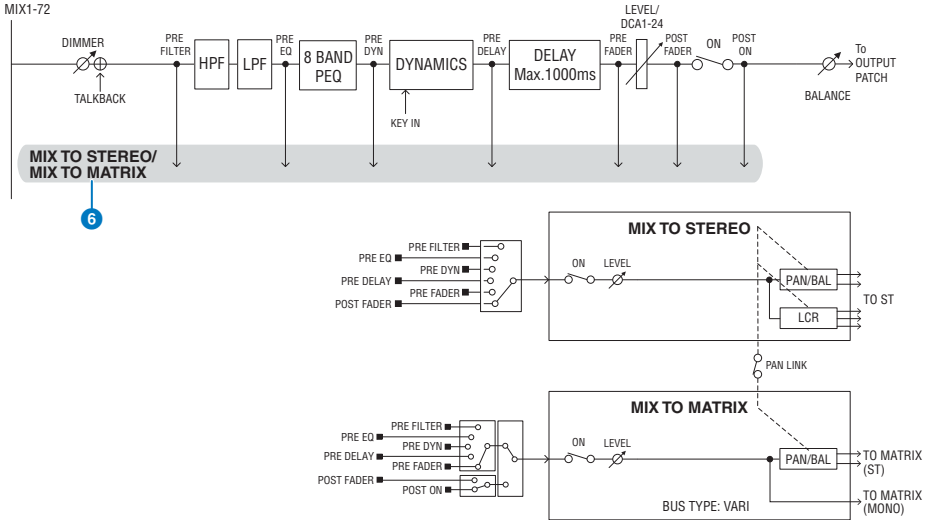 MIX1-72
DIMMER
TALKBACK
PRE
FILTER
HPF
LPF
PRE
EQ
8 BAND
PEQ
PRE
DYN
DYNAMICS
KEY IN
PRE
DELAY
DELAY
Max.1000ms
PRE
FADER
LEVEL/
DCA1-24
POST
FADER
ON
POST
ON
BALANCE
To
OUTPUT
PATCH
MIX TO STEREO/
MIX TO MATRIX
6
PRE FILTER
PRE EQ
PRE DYN
PRE DELAY
PRE FADER
POST FADER
MIX TO STEREO
ON
LEVEL
PAN/BAL
LCR
TO ST
PAN LINK
PRE FILTER
PRE EQ
PRE DYN
PRE DELAY
PRE FADER
POST FADER
POST ON
MIX TO MATRIX
ON
LEVEL
PAN/BAL
BUS TYPE: VARI
TO MATRIX
(ST)
TO MATRIX
(MONO)